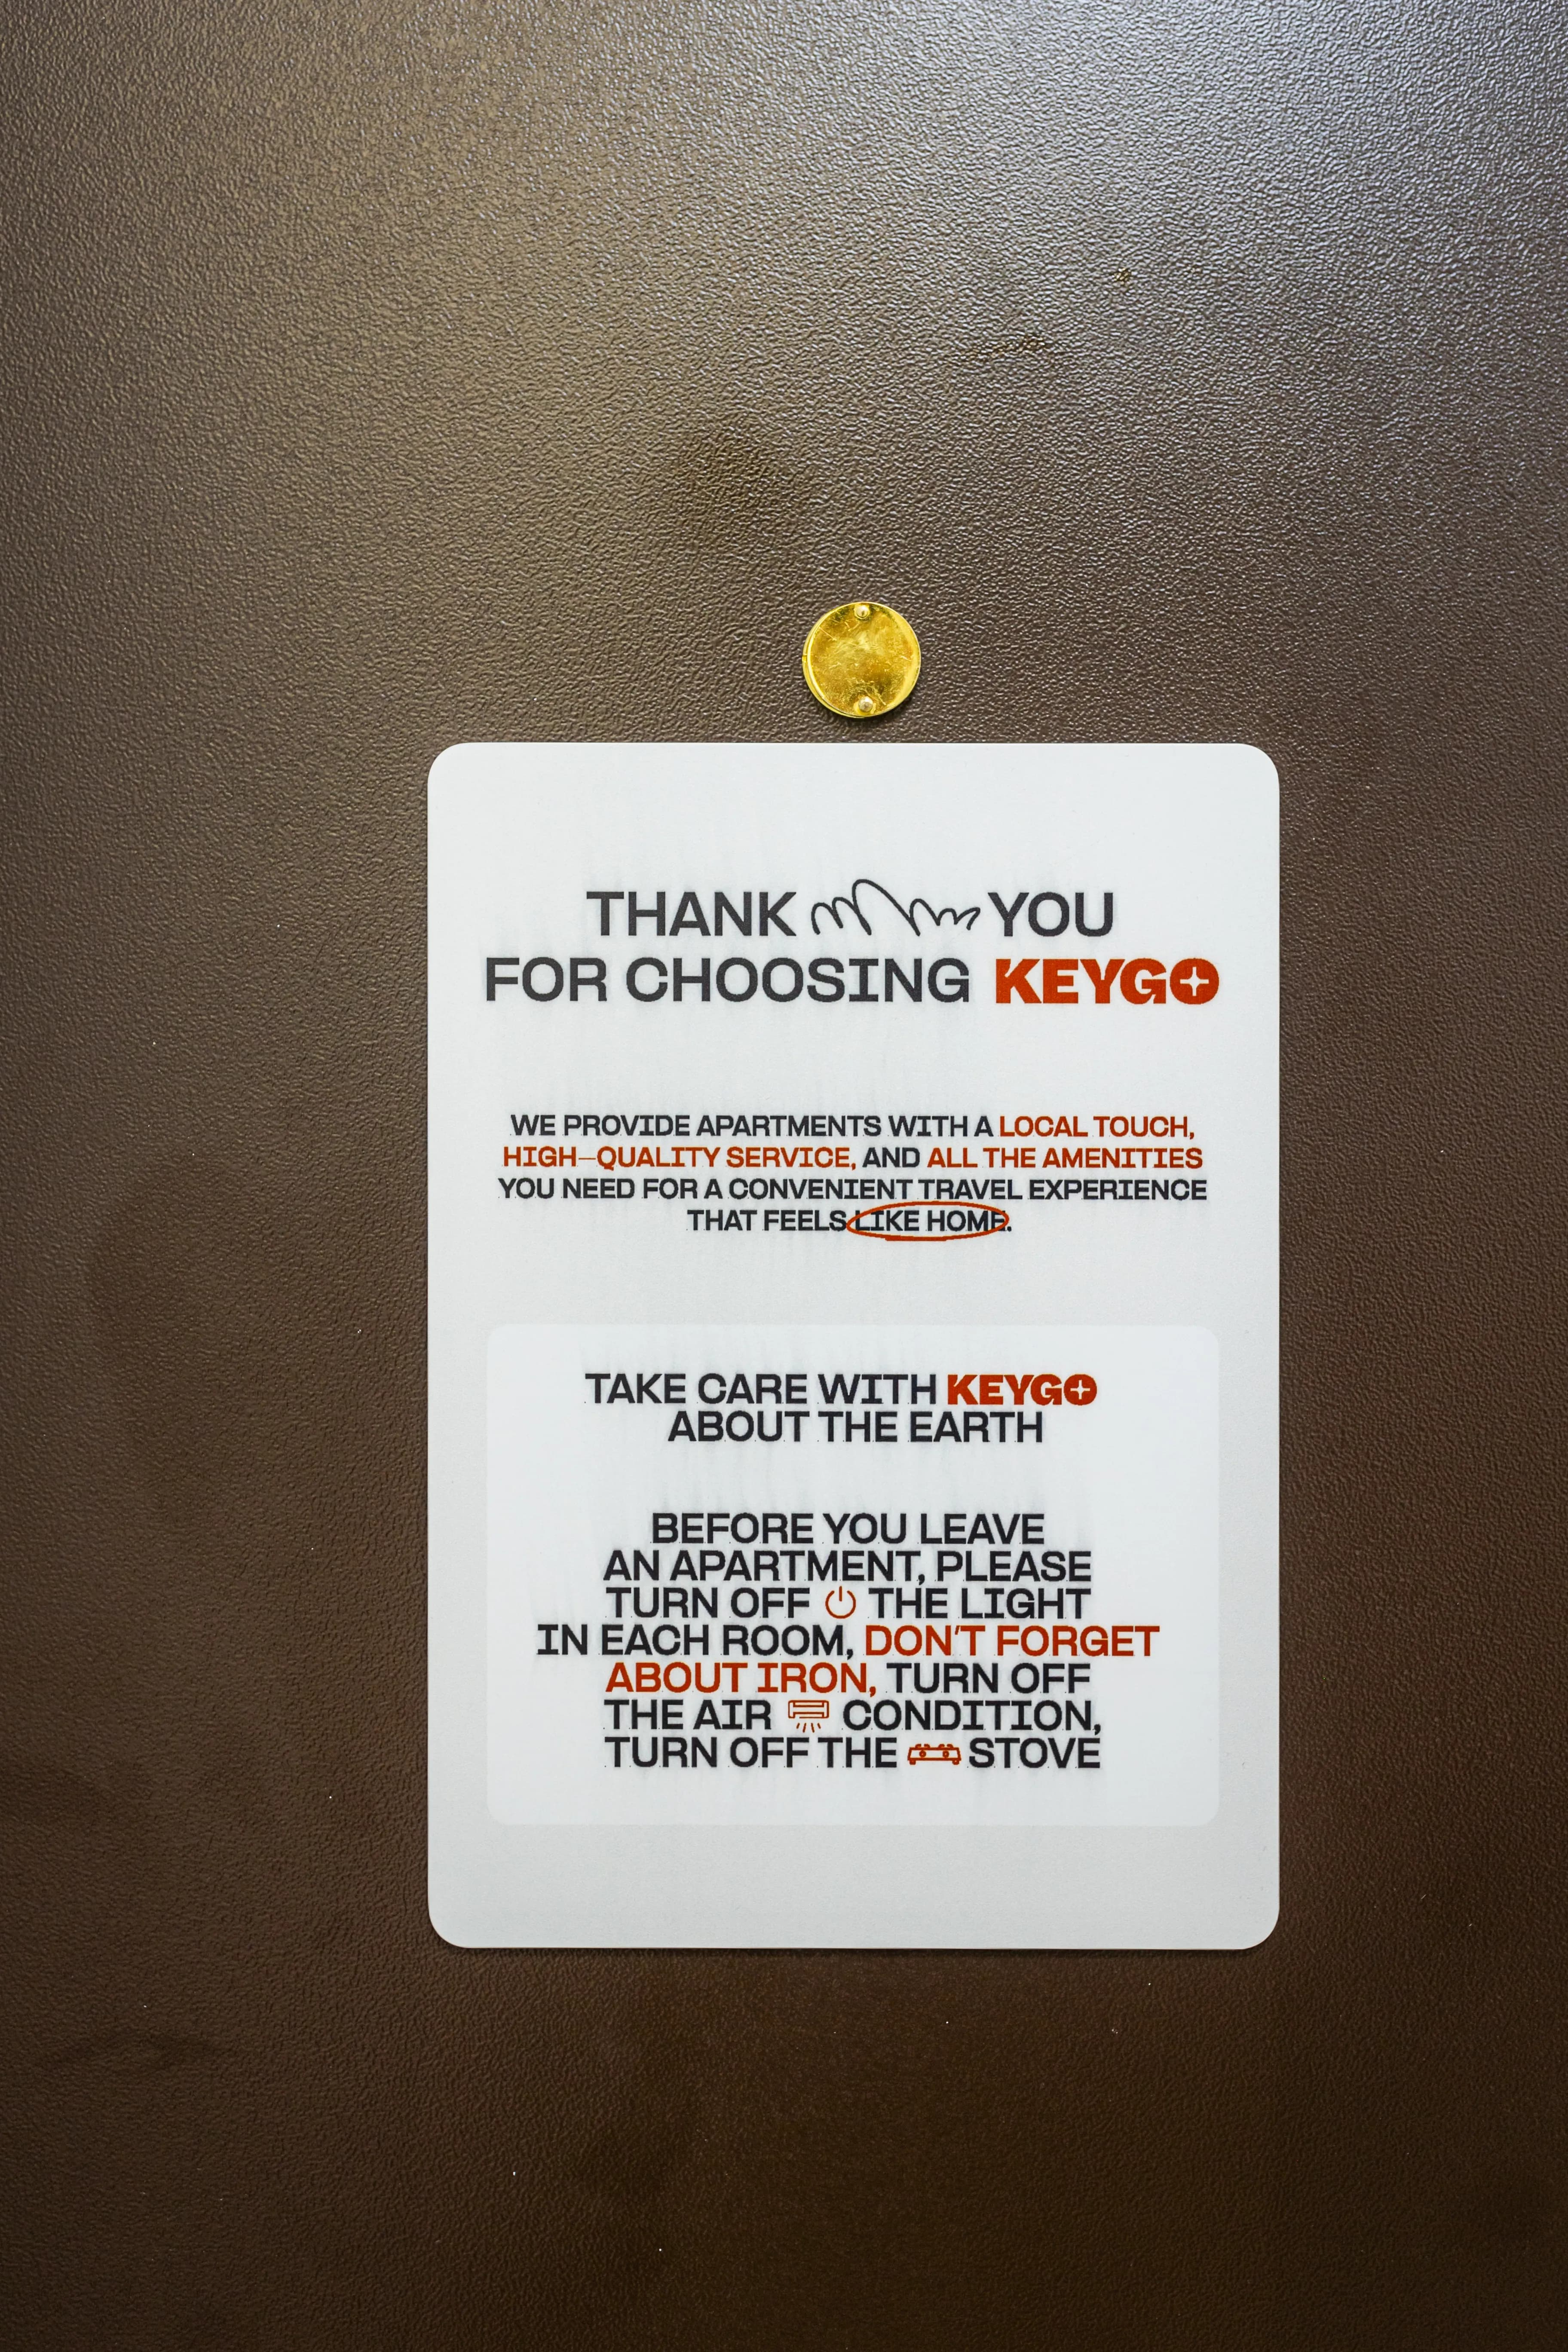 THANK YOU
FOR CHOOSING KEYGO
WE PROVIDE APARTMENTS WITH A LOCAL TOUCH,
HIGH–QUALITY SERVICE, AND ALL THE AMENITIES
YOU NEED FOR A CONVENIENT TRAVEL EXPERIENCE
THAT FEELS LIKE HOME.
TAKE CARE WITH KEYGO
ABOUT THE EARTH
BEFORE YOU LEAVE
AN APARTMENT, PLEASE
TURN OFF THE LIGHT
IN EACH ROOM, DON'T FORGET
ABOUT IRON, TURN OFF
THE AIR CONDITION,
TURN OFF THE STOVE